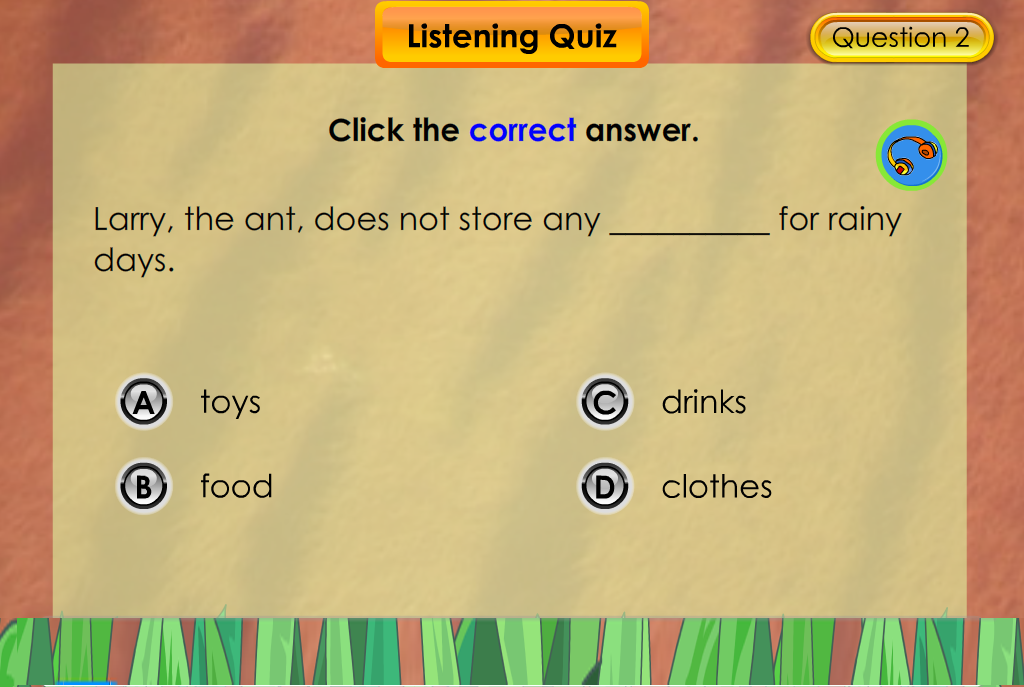 Listening Quiz
Question 2
Click the correct answer.
Larry, the ant, does not store any __________ for rainy
days.
A toys
B food
C drinks
D clothes